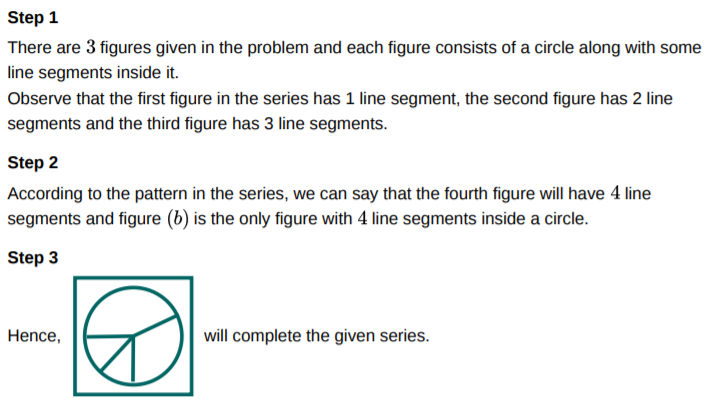 Step 1
There are 3 figures given in the problem and each figure consists of a circle along with some
line segments inside it.
Observe that the first figure in the series has 1 line segment, the second figure has 2 line
segments and the third figure has 3 line segments.
Step 2
According to the pattern in the series, we can say that the fourth figure will have 4 line
segments and figure (b) is the only figure with 4 line segments inside a circle.
Step 3
Hence, will complete the given series.